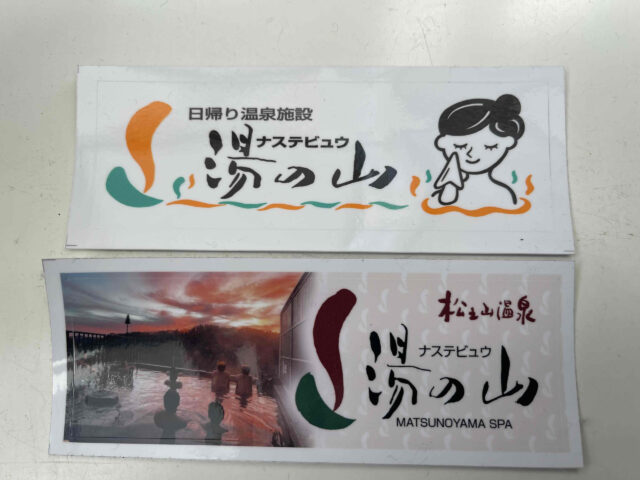 日帰り温泉施設
ナステビュウ
湯の山
松之山温泉
ナステビュウ
湯の山
MATSUNOYAMA SPA